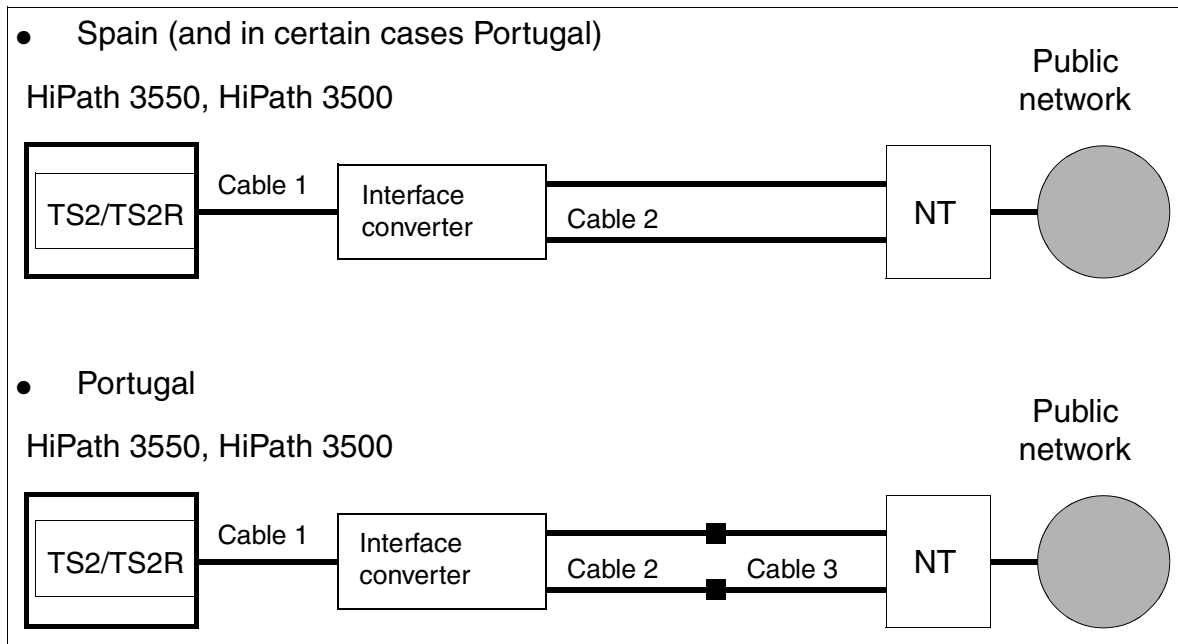 ● Spain (and in certain cases Portugal)
HiPath 3550, HiPath 3500
Public
network
TS2/TS2R
Cable 1
Interface
converter
Cable 2
NT
● Portugal
HiPath 3550, HiPath 3500
Public
network
TS2/TS2R
Cable 1
Interface
converter
Cable 2
Cable 3
NT